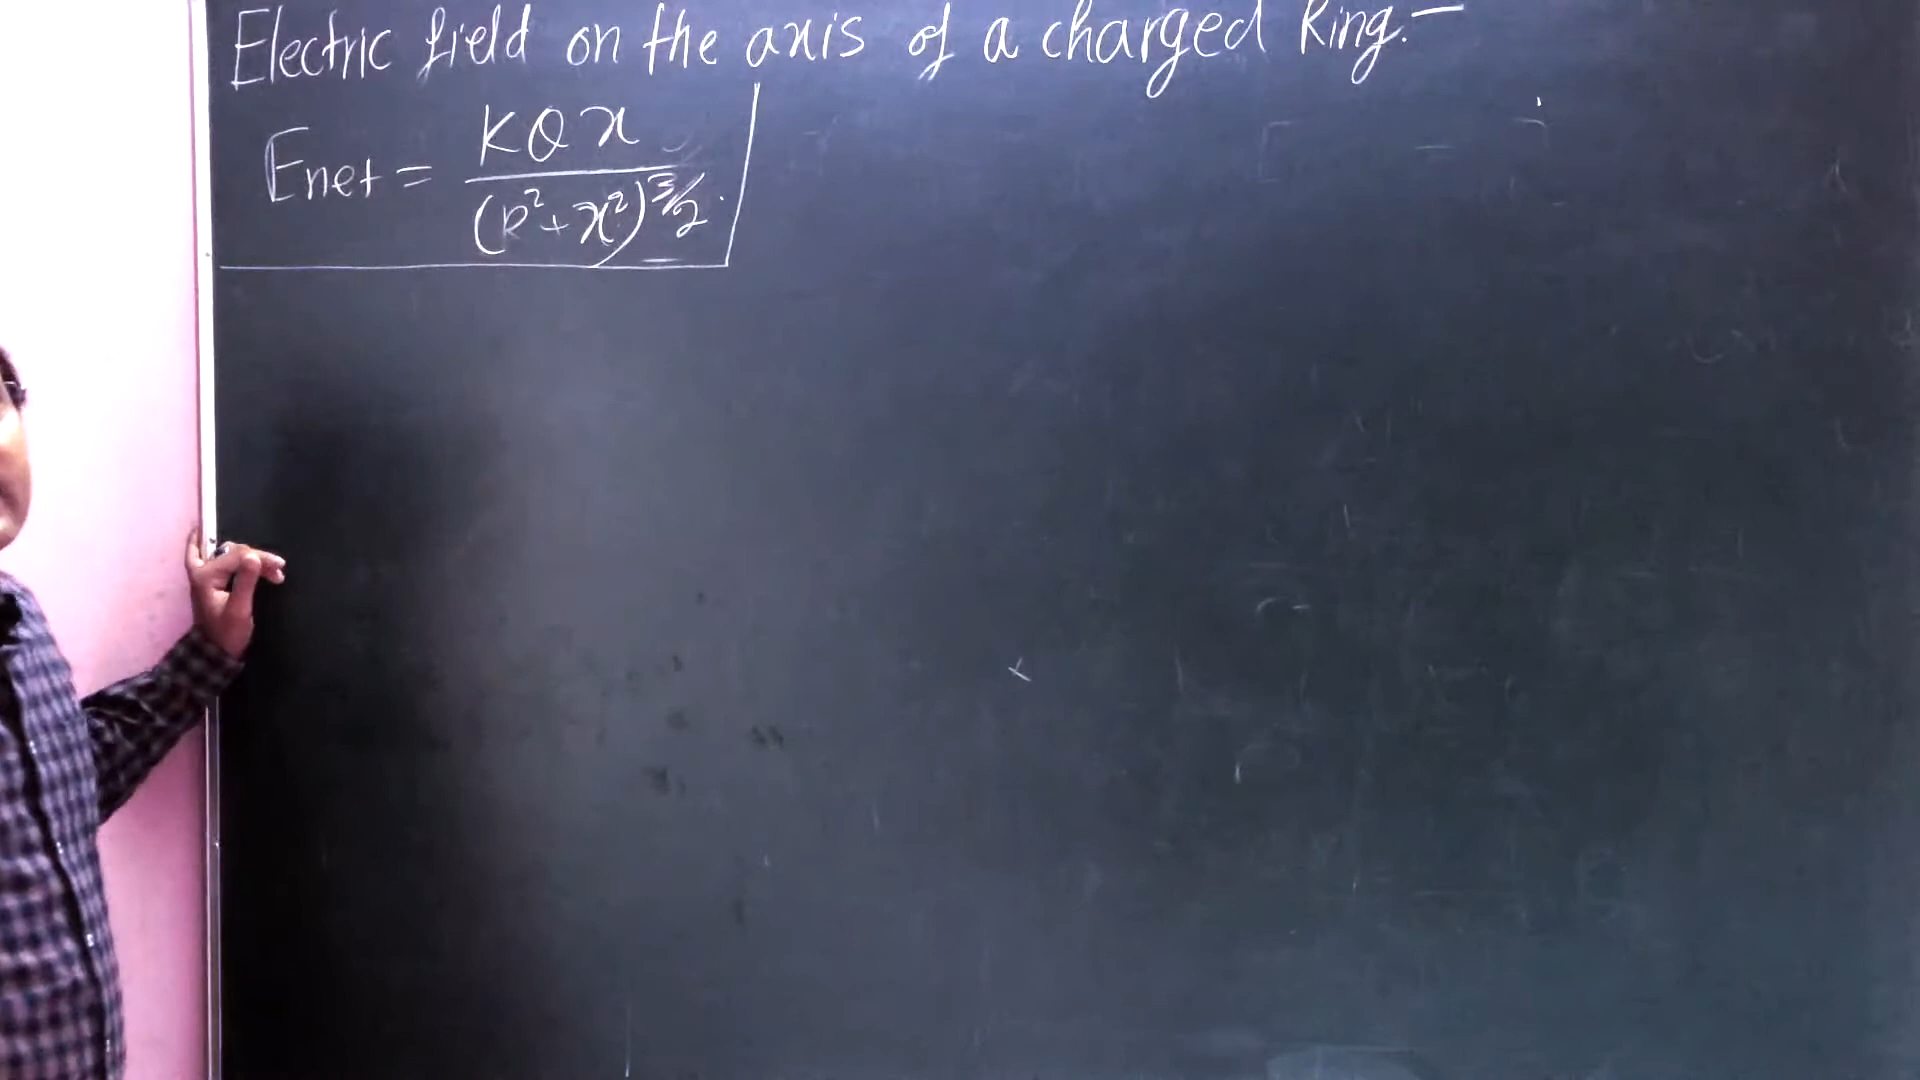 Electric field on the axis of a charged Ring:-
Enet = KQx / (R²+x²)^3/2.